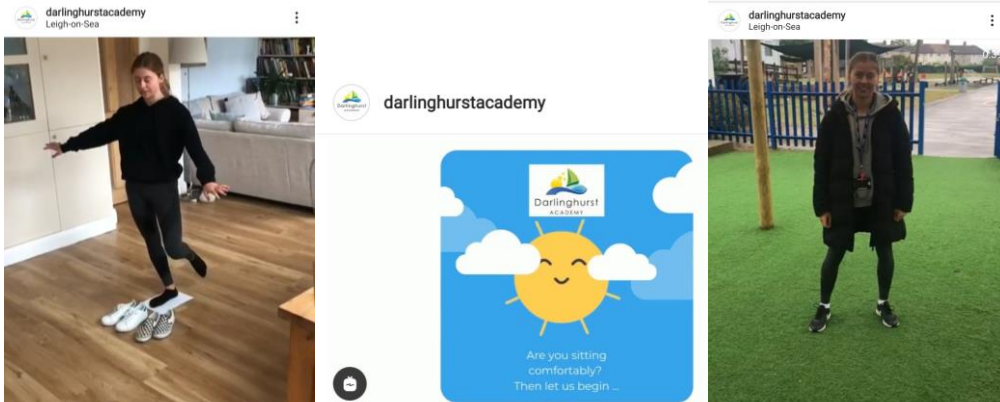 darlinghurstacademy
Leigh-on-Sea
darlinghurstacademy
Darlinghurst
ACADEMY
Are you sitting
comfortably?
Then let us begin ...
darlinghurstacademy
Leigh-on-Sea